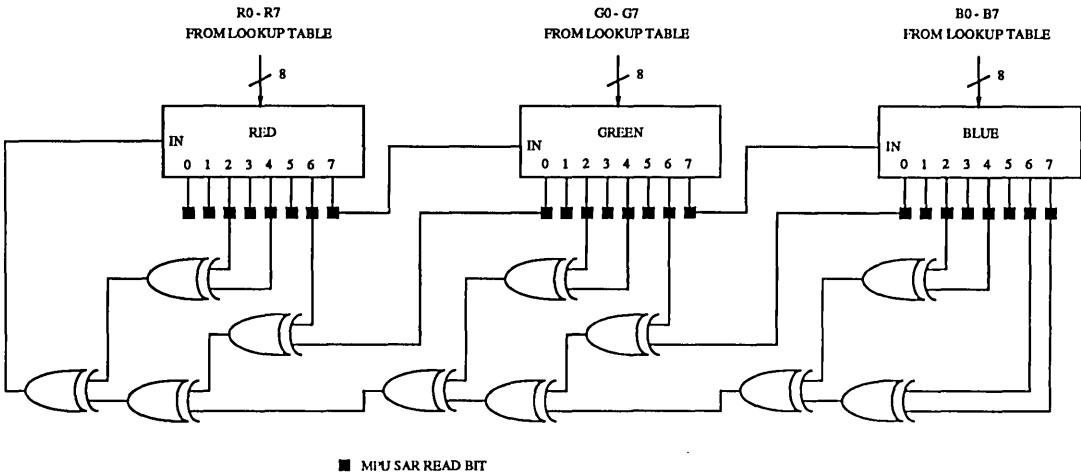 R0 - R7
FROM LOOKUP TABLE
G0 - G7
FROM LOOKUP TABLE
B0 - B7
FROM LOOKUP TABLE
8
8
8
RED
GREEN
BLUE
IN
IN
IN
0 1 2 3 4 5 6 7
0 1 2 3 4 5 6 7
0 1 2 3 4 5 6 7
MPU SAR READ BIT